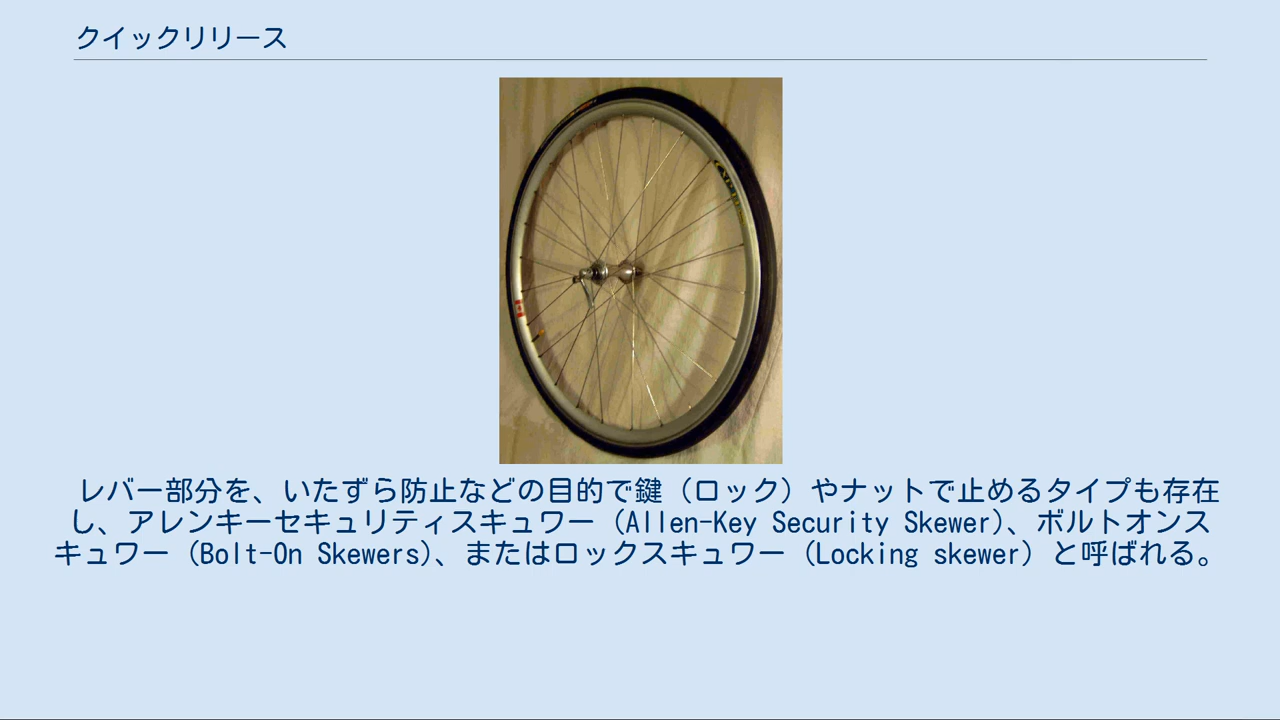 クイックリリース
レバー部分を、いたずら防止などの目的で鍵（ロック）やナットで止めるタイプも存在
し、アレンキーセキュリティスキュワー（Allen-Key Security Skewer）、ボルトオンス
キュワー（Bolt-On Skewers）、またはロックスキュワー（Locking skewer）と呼ばれる。